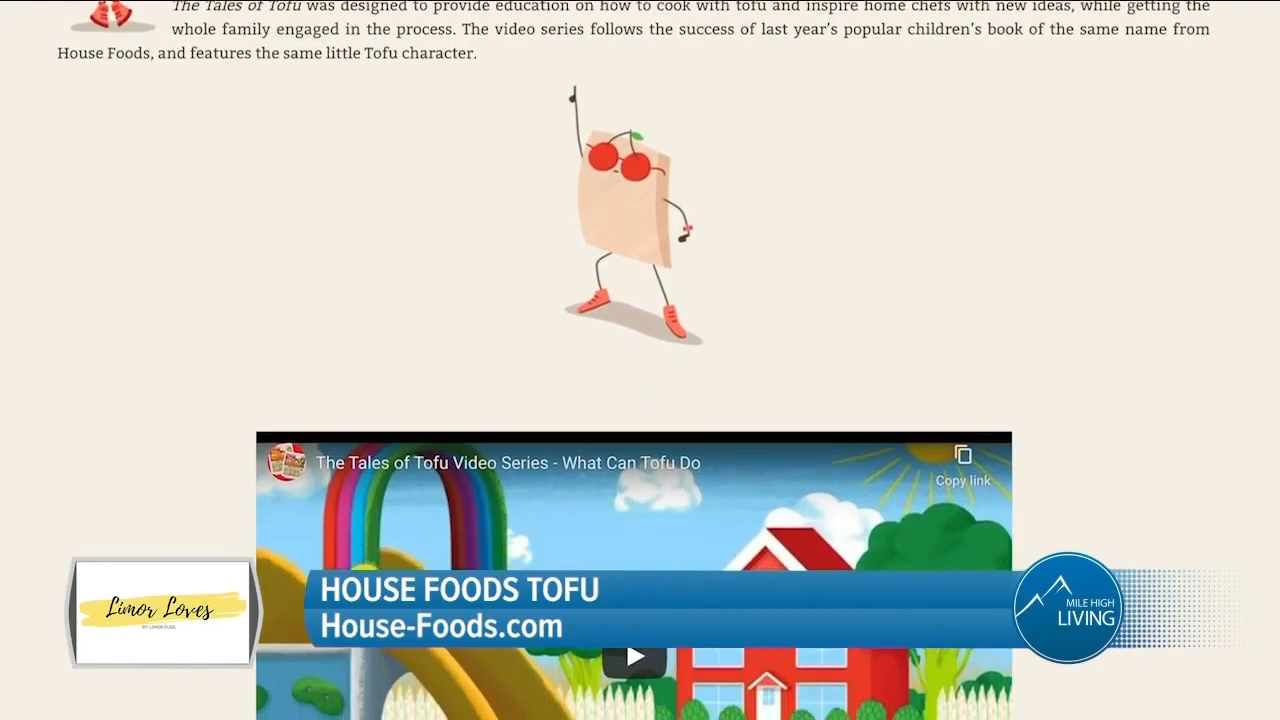 The Tales of Tofu was designed to provide education on how to cook with tofu and inspire home chefs with new ideas, while getting the
whole family engaged in the process. The video series follows the success of last year’s popular children’s book of the same name from
House Foods, and features the same little Tofu character.
The Tales of Tofu Video Series - What Can Tofu Do
Copy link
Limor Loves
BY: LIMOR SUSS
HOUSE FOODS TOFU
House-Foods.com
MILE HIGH
LIVING